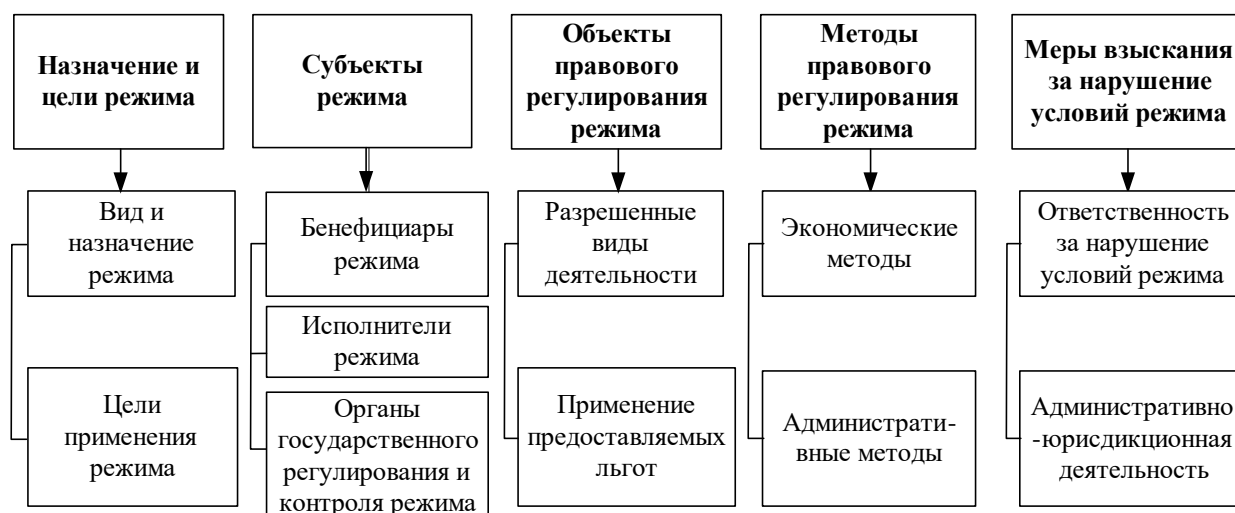 Назначение и
цели режима
Субъекты
режима
Объекты
правового
регулирования
режима
Методы
правового
регулирования
режима
Меры взыскания
за нарушение
условий режима
Вид и
назначение
режима
Бенефициары
режима
Разрешенные
виды
деятельности
Экономические
методы
Ответственность
за нарушение
условий режима
Исполнители
режима
Цели
применения
режима
Органы
государственного
регулирования и
контроля режима
Применение
предоставляемых
льгот
Администрати-
вные методы
Административно
-юрисдикционная
деятельность